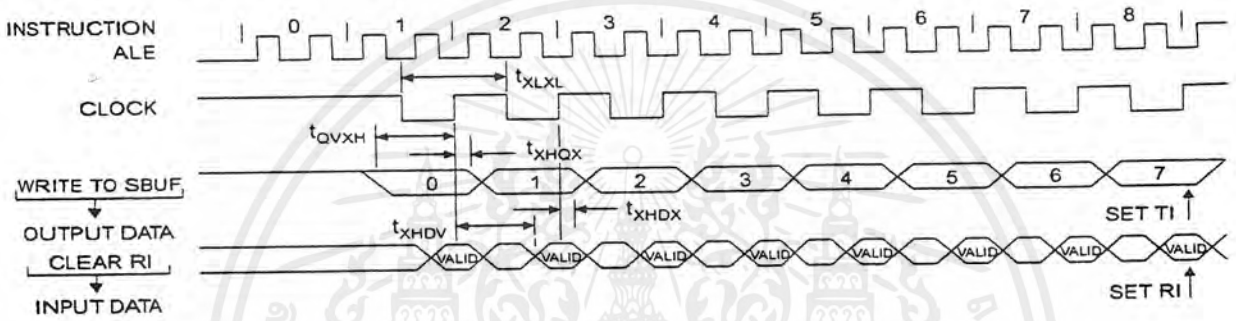 INSTRUCTION 0 1 2 3 4 5 6 7 8
ALE
tXLXL
CLOCK
tQVXH
tXHQX
WRITE TO SBUF
0 1 2 3 4 5 6 7
tXHDV
tXHDX
SET TI
OUTPUT DATA
CLEAR RI
VALID VALID VALID VALID VALID VALID VALID VALID
SET RI
INPUT DATA